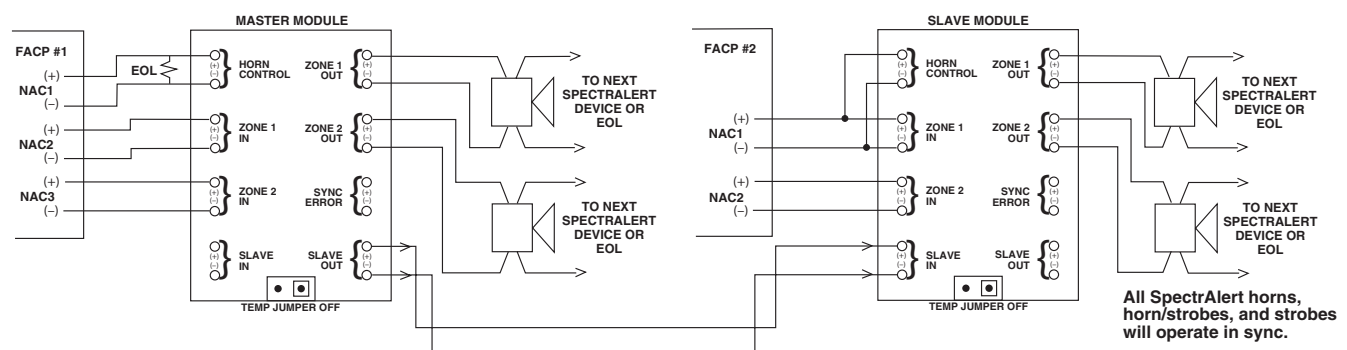 MASTER MODULE
FACP #1
(+)
NAC1
(−)
(+)
NAC2
(−)
(+)
NAC3
(−)
EOL
(+)
(−)
HORN
CONTROL
(+)
(−)
ZONE 1
IN
(+)
(−)
ZONE 2
IN
(+)
(−)
SLAVE
IN
ZONE 1
OUT
(+)
(−)
ZONE 2
OUT
(+)
(−)
SYNC
ERROR
(+)
(−)
SLAVE
OUT
(+)
(−)
TEMP JUMPER OFF
TO NEXT
SPECTRALERT
DEVICE OR
EOL
TO NEXT
SPECTRALERT
DEVICE OR
EOL
SLAVE MODULE
FACP #2
(+)
NAC1
(−)
(+)
NAC2
(−)
(+)
(−)
HORN
CONTROL
(+)
(−)
ZONE 1
IN
(+)
(−)
ZONE 2
IN
(+)
(−)
SLAVE
IN
ZONE 1
OUT
(+)
(−)
ZONE 2
OUT
(+)
(−)
SYNC
ERROR
(+)
(−)
SLAVE
OUT
(+)
(−)
TEMP JUMPER OFF
TO NEXT
SPECTRALERT
DEVICE OR
EOL
TO NEXT
SPECTRALERT
DEVICE OR
EOL
All SpectrAlert horns,
horn/strobes, and strobes
will operate in sync.